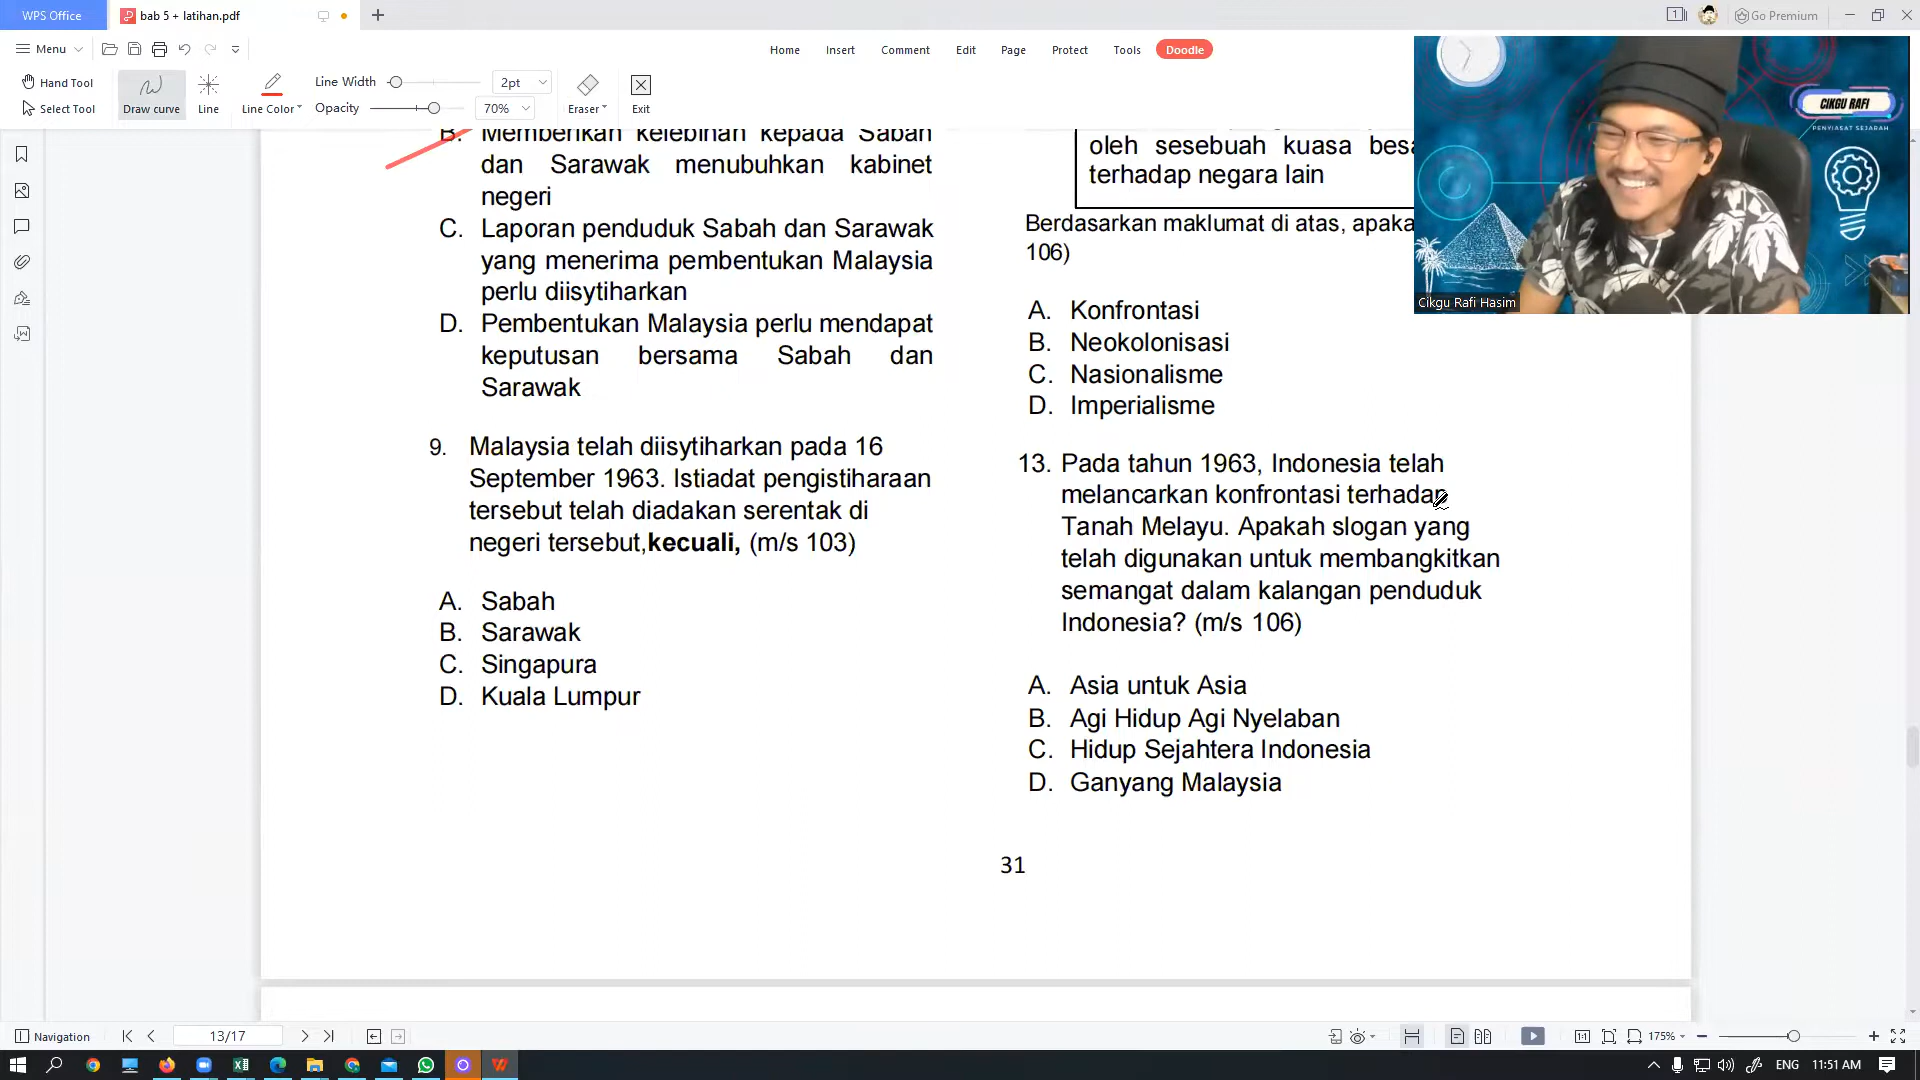 WPS Office
bab 5 + latihan.pdf
1
Go Premium
Menu
Home
Insert
Comment
Edit
Page
Protect
Tools
Doodle
Hand Tool
Select Tool
Draw curve
Line
Line Color
Line Width
2pt
Opacity
70%
Eraser
Exit
B. Memberikan kelebihan kepada Sabah
dan Sarawak menubuhkan kabinet
negeri
C. Laporan penduduk Sabah dan Sarawak
yang menerima pembentukan Malaysia
perlu diisytiharkan
D. Pembentukan Malaysia perlu mendapat
keputusan bersama Sabah dan
Sarawak
9. Malaysia telah diisytiharkan pada 16
September 1963. Istiadat pengistiharaan
tersebut telah diadakan serentak di
negeri tersebut,kecuali, (m/s 103)
A. Sabah
B. Sarawak
C. Singapura
D. Kuala Lumpur
oleh sesebuah kuasa besa
terhadap negara lain
Berdasarkan maklumat di atas, apaka
106)
A. Konfrontasi
B. Neokolonisasi
C. Nasionalisme
D. Imperialisme
13. Pada tahun 1963, Indonesia telah
melancarkan konfrontasi terhadap
Tanah Melayu. Apakah slogan yang
telah digunakan untuk membangkitkan
semangat dalam kalangan penduduk
Indonesia? (m/s 106)
A. Asia untuk Asia
B. Agi Hidup Agi Nyelaban
C. Hidup Sejahtera Indonesia
D. Ganyang Malaysia
31
CIKGU RAFI
PENYIASAT SEJARAH
Cikgu Rafi Hasim
Navigation
13/17
175%
ENG
11:51 AM